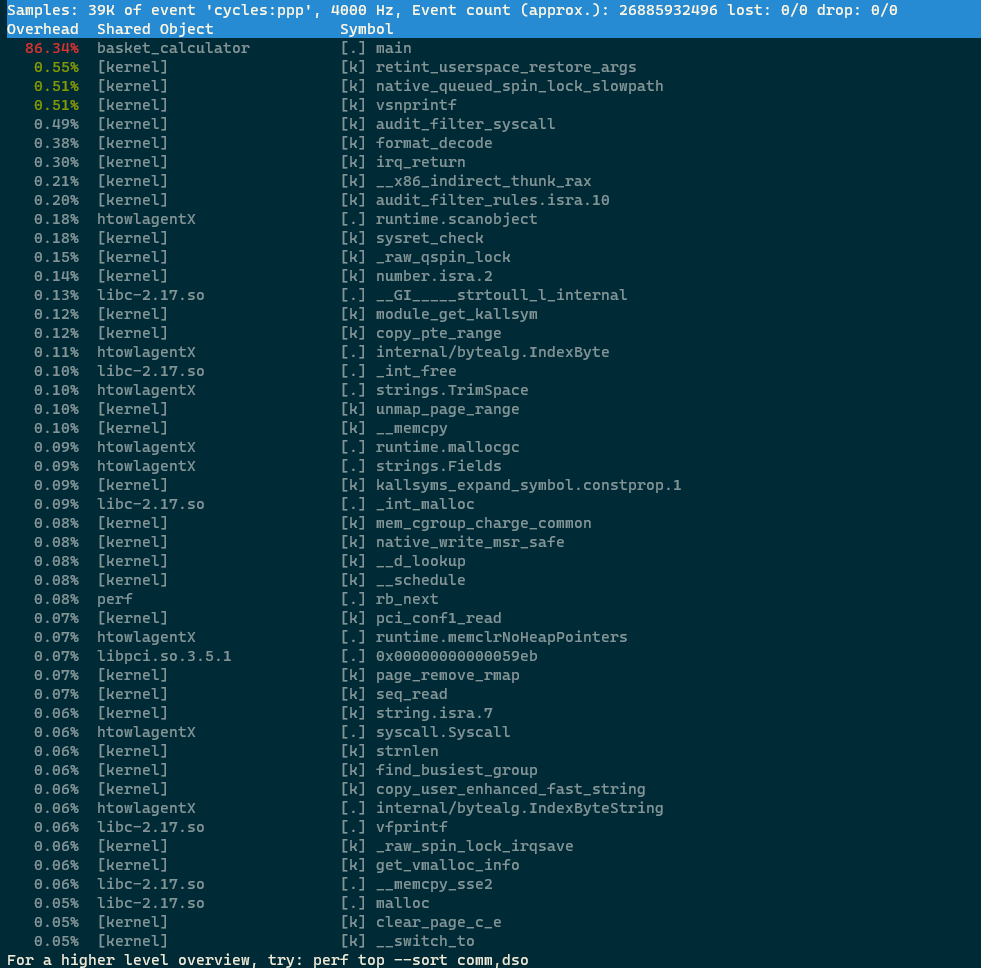 Samples: 39K of event 'cycles:ppp', 4000 Hz, Event count (approx.): 26885932496 lost: 0/0 drop: 0/0
Overhead  Shared Object              Symbol
  86.34%  basket_calculator          [.] main
   0.55%  [kernel]                   [k] retint_userspace_restore_args
   0.51%  [kernel]                   [k] native_queued_spin_lock_slowpath
   0.51%  [kernel]                   [k] vsnprintf
   0.49%  [kernel]                   [k] audit_filter_syscall
   0.38%  [kernel]                   [k] format_decode
   0.30%  [kernel]                   [k] irq_return
   0.21%  [kernel]                   [k] __x86_indirect_thunk_rax
   0.20%  [kernel]                   [k] audit_filter_rules.isra.10
   0.18%  htowlagentX                [.] runtime.scanobject
   0.18%  [kernel]                   [k] sysret_check
   0.15%  [kernel]                   [k] _raw_qspin_lock
   0.14%  [kernel]                   [k] number.isra.2
   0.13%  libc-2.17.so               [.] __GI_____strtoull_l_internal
   0.12%  [kernel]                   [k] module_get_kallsym
   0.12%  [kernel]                   [k] copy_pte_range
   0.11%  htowlagentX                [.] internal/bytealg.IndexByte
   0.10%  libc-2.17.so               [.] _int_free
   0.10%  htowlagentX                [.] strings.TrimSpace
   0.10%  [kernel]                   [k] unmap_page_range
   0.10%  [kernel]                   [k] __memcpy
   0.09%  htowlagentX                [.] runtime.mallocgc
   0.09%  htowlagentX                [.] strings.Fields
   0.09%  [kernel]                   [k] kallsyms_expand_symbol.constprop.1
   0.09%  libc-2.17.so               [.] _int_malloc
   0.08%  [kernel]                   [k] mem_cgroup_charge_common
   0.08%  [kernel]                   [k] native_write_msr_safe
   0.08%  [kernel]                   [k] __d_lookup
   0.08%  [kernel]                   [k] __schedule
   0.08%  perf                       [.] rb_next
   0.07%  [kernel]                   [k] pci_conf1_read
   0.07%  htowlagentX                [.] runtime.memclrNoHeapPointers
   0.07%  libpci.so.3.5.1            [.] 0x00000000000059eb
   0.07%  [kernel]                   [k] page_remove_rmap
   0.07%  [kernel]                   [k] seq_read
   0.06%  [kernel]                   [k] string.isra.7
   0.06%  htowlagentX                [.] syscall.Syscall
   0.06%  [kernel]                   [k] strnlen
   0.06%  [kernel]                   [k] find_busiest_group
   0.06%  [kernel]                   [k] copy_user_enhanced_fast_string
   0.06%  htowlagentX                [.] internal/bytealg.IndexByteString
   0.06%  libc-2.17.so               [.] vfprintf
   0.06%  [kernel]                   [k] _raw_spin_lock_irqsave
   0.06%  [kernel]                   [k] get_vmalloc_info
   0.06%  libc-2.17.so               [.] __memcpy_sse2
   0.05%  libc-2.17.so               [.] malloc
   0.05%  [kernel]                   [k] clear_page_c_e
   0.05%  [kernel]                   [k] __switch_to
For a higher level overview, try: perf top --sort comm,dso